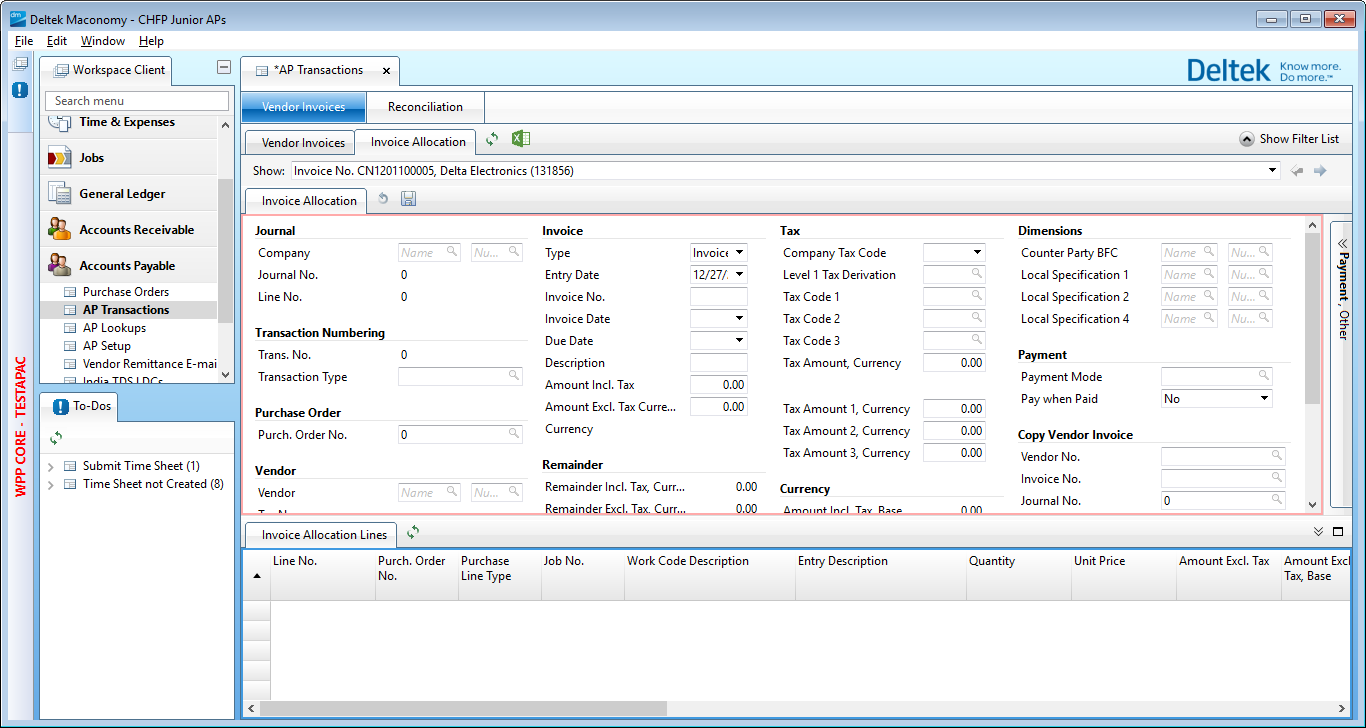 Deltek Maconomy - CHFP Junior APs
File Edit Window Help
Workspace Client
Search menu
Time & Expenses
Jobs
General Ledger
Accounts Receivable
Accounts Payable
Purchase Orders
AP Transactions
AP Lookups
AP Setup
Vendor Remittance E-mai
India TDS LDCs
WPP CORE - TESTAPAC
To-Dos
Submit Time Sheet (1)
Time Sheet not Created (8)
*AP Transactions
Deltek Know more. Do more.™
Vendor Invoices Reconciliation
Vendor Invoices Invoice Allocation Show Filter List
Show: Invoice No. CN1201100005, Delta Electronics (131856)
Invoice Allocation
Journal
Company Name Nu...
Journal No. 0
Line No. 0
Transaction Numbering
Trans. No. 0
Transaction Type
Purchase Order
Purch. Order No. 0
Vendor
Vendor Name Nu...
Invoice
Type Invoice
Entry Date 12/27/.
Invoice No.
Invoice Date
Due Date
Description
Amount Incl. Tax 0.00
Amount Excl. Tax Curre... 0.00
Currency
Remainder
Remainder Incl. Tax, Curr... 0.00
Remainder Excl. Tax, Curr... 0.00
Tax
Company Tax Code
Level 1 Tax Derivation
Tax Code 1
Tax Code 2
Tax Code 3
Tax Amount, Currency 0.00
Tax Amount 1, Currency 0.00
Tax Amount 2, Currency 0.00
Tax Amount 3, Currency 0.00
Currency
Amount Incl. Tax, Base 0.00
Dimensions
Counter Party BFC Name Nu...
Local Specification 1 Name Nu...
Local Specification 2 Name Nu...
Local Specification 4 Name Nu...
Payment
Payment Mode
Pay when Paid No
Copy Vendor Invoice
Vendor No.
Invoice No.
Journal No. 0
Payment , Other
Invoice Allocation Lines
Line No. Purch. Order No. Purchase Line Type Job No. Work Code Description Entry Description Quantity Unit Price Amount Excl. Tax Amount Excl Tax, Base